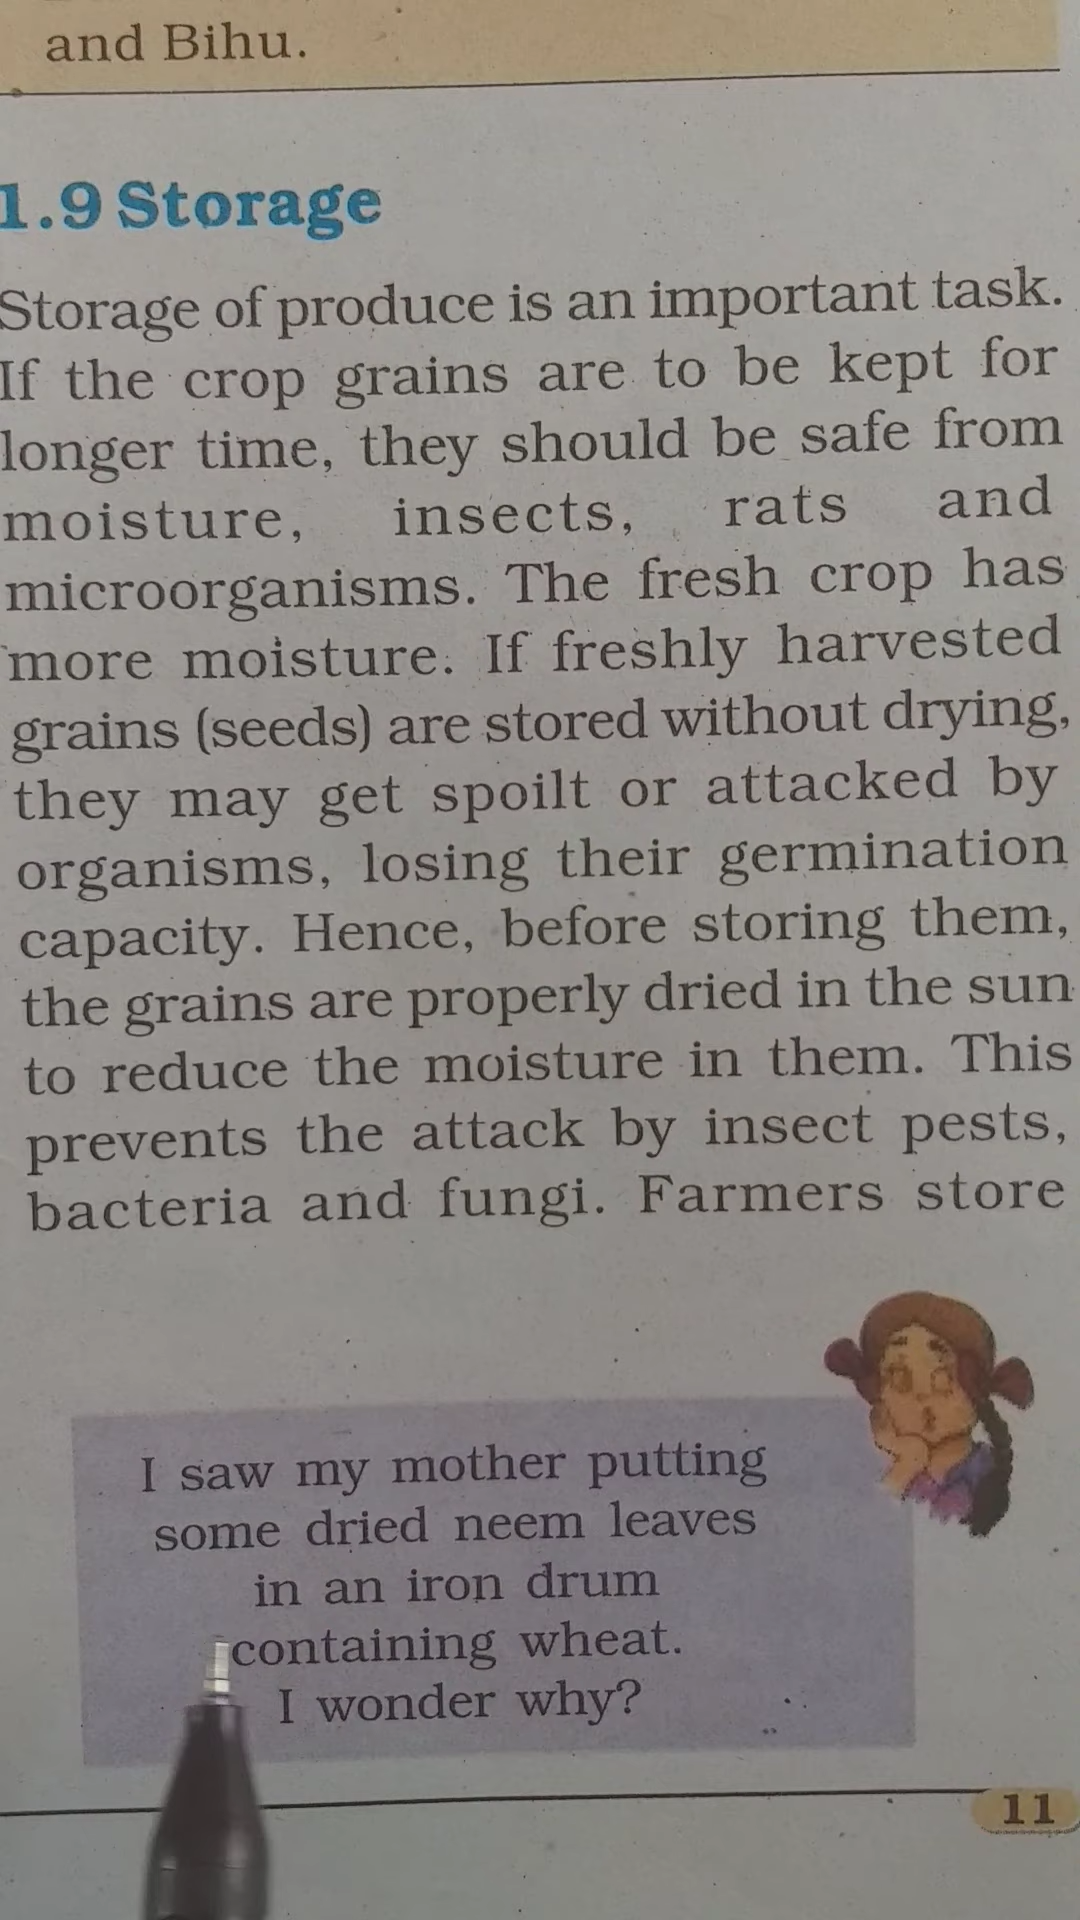 and Bihu.
1.9 Storage
Storage of produce is an important task.
If the crop grains are to be kept for
longer time, they should be safe from
moisture, insects, rats and
microorganisms. The fresh crop has
more moisture. If freshly harvested
grains (seeds) are stored without drying,
they may get spoilt or attacked by
organisms, losing their germination
capacity. Hence, before storing them,
the grains are properly dried in the sun
to reduce the moisture in them. This
prevents the attack by insect pests,
bacteria and fungi. Farmers store
I saw my mother putting
some dried neem leaves
in an iron drum
containing wheat.
I wonder why?
11